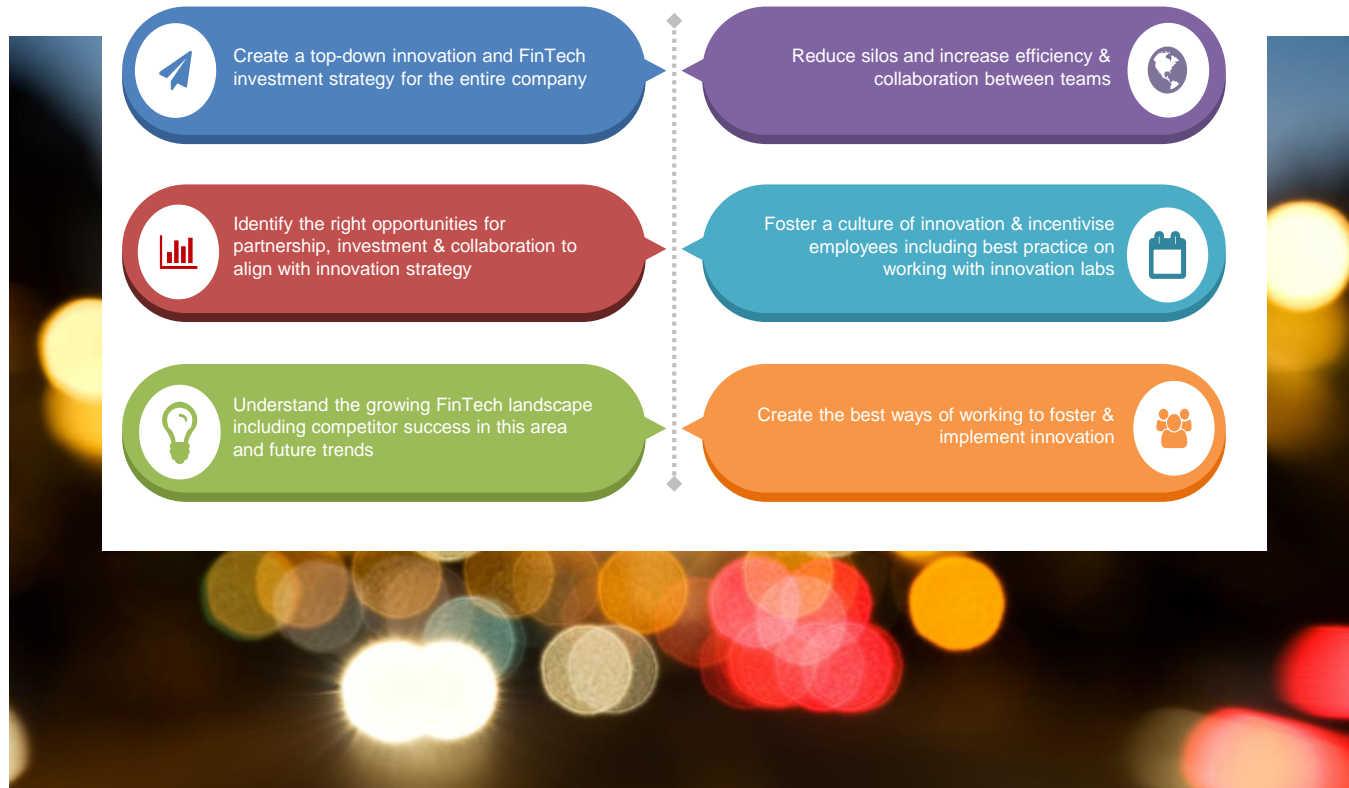 Create a top-down innovation and FinTech
investment strategy for the entire company
Reduce silos and increase efficiency &
collaboration between teams
Identify the right opportunities for
partnership, investment & collaboration to
align with innovation strategy
Foster a culture of innovation & incentivise
employees including best practice on
working with innovation labs
Understand the growing FinTech landscape
including competitor success in this area
and future trends
Create the best ways of working to foster &
implement innovation